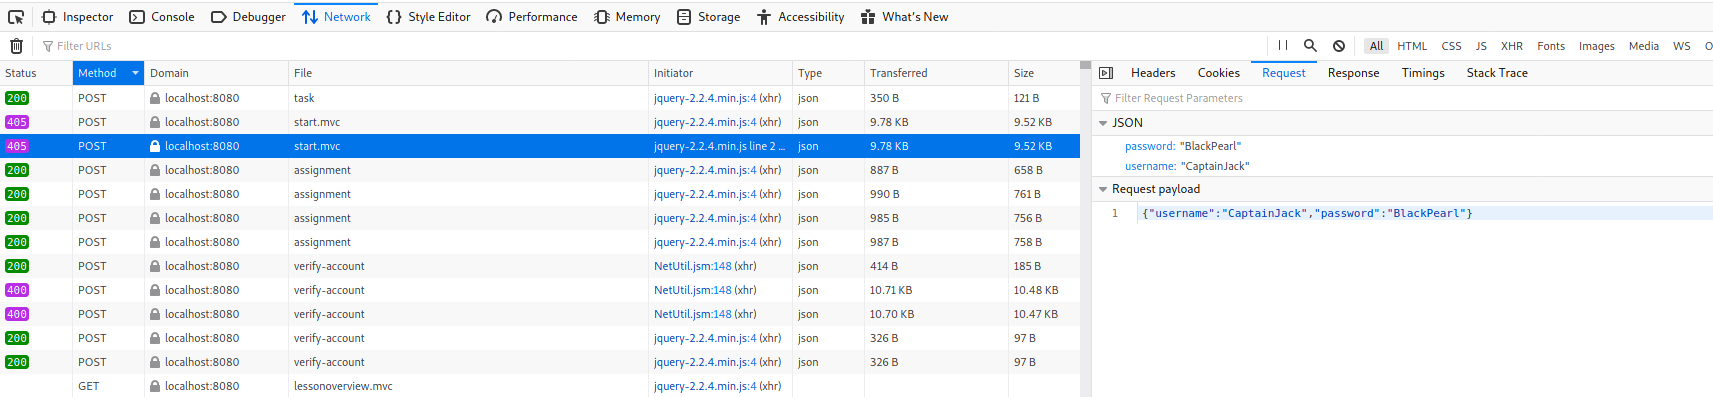 Inspector Console Debugger Network Style Editor Performance Memory Storage Accessibility What's New
Filter URLs All HTML CSS JS XHR Fonts Images Media WS O
Status Method Domain File Initiator Type Transferred Size Headers Cookies Request Response Timings Stack Trace
200 POST localhost:8080 task jquery-2.2.4.min.js:4 (xhr) json 350 B 121 B
Filter Request Parameters
405 POST localhost:8080 start.mvc jquery-2.2.4.min.js:4 (xhr) json 9.78 KB 9.52 KB
JSON
405 POST localhost:8080 start.mvc jquery-2.2.4.min.js line 2 ... json 9.78 KB 9.52 KB
password: "BlackPearl"
200 POST localhost:8080 assignment jquery-2.2.4.min.js:4 (xhr) json 887 B 658 B
username: "CaptainJack"
200 POST localhost:8080 assignment jquery-2.2.4.min.js:4 (xhr) json 990 B 761 B
Request payload
200 POST localhost:8080 assignment jquery-2.2.4.min.js:4 (xhr) json 985 B 756 B
1 {"username":"CaptainJack","password":"BlackPearl"}
200 POST localhost:8080 assignment jquery-2.2.4.min.js:4 (xhr) json 987 B 758 B
200 POST localhost:8080 verify-account NetUtil.jsm:148 (xhr) json 414 B 185 B
400 POST localhost:8080 verify-account NetUtil.jsm:148 (xhr) json 10.71 KB 10.48 KB
400 POST localhost:8080 verify-account NetUtil.jsm:148 (xhr) json 10.70 KB 10.47 KB
200 POST localhost:8080 verify-account jquery-2.2.4.min.js:4 (xhr) json 326 B 97 B
200 POST localhost:8080 verify-account jquery-2.2.4.min.js:4 (xhr) json 326 B 97 B
GET localhost:8080 lessonoverview.mvc jquery-2.2.4.min.js:4 (xhr)